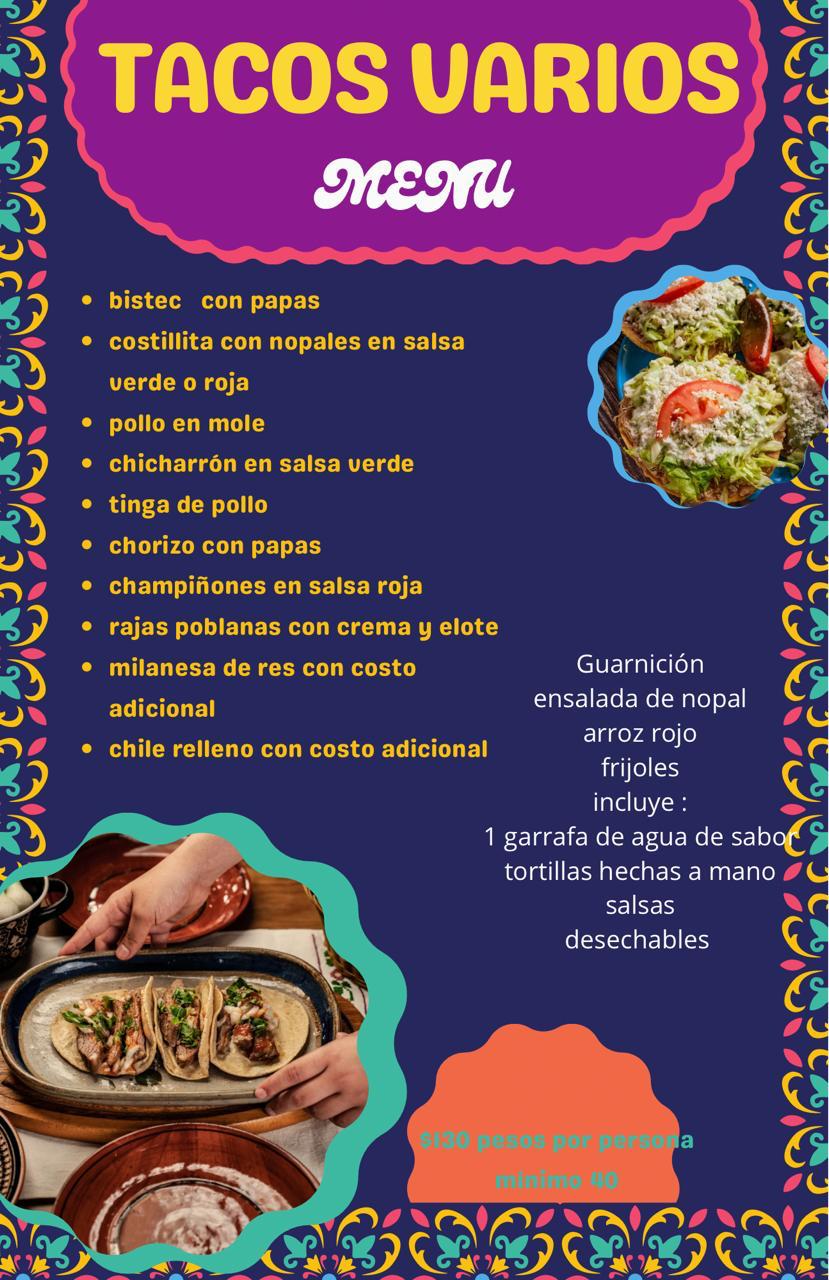 TACOS VARIOS
MENU
• bistec con papas
• costillita con nopales en salsa
verde o roja
• pollo en mole
• chicharrón en salsa verde
• tinga de pollo
• chorizo con papas
• champiñones en salsa roja
• rajas poblanas con crema y elote
• milanesa de res con costo
adicional
• chile relleno con costo adicional
Guarnición
ensalada de nopal
arroz rojo
frijoles
incluye :
1 garrafa de agua de sabor
tortillas hechas a mano
salsas
desechables
$130 pesos por persona
minimo 40